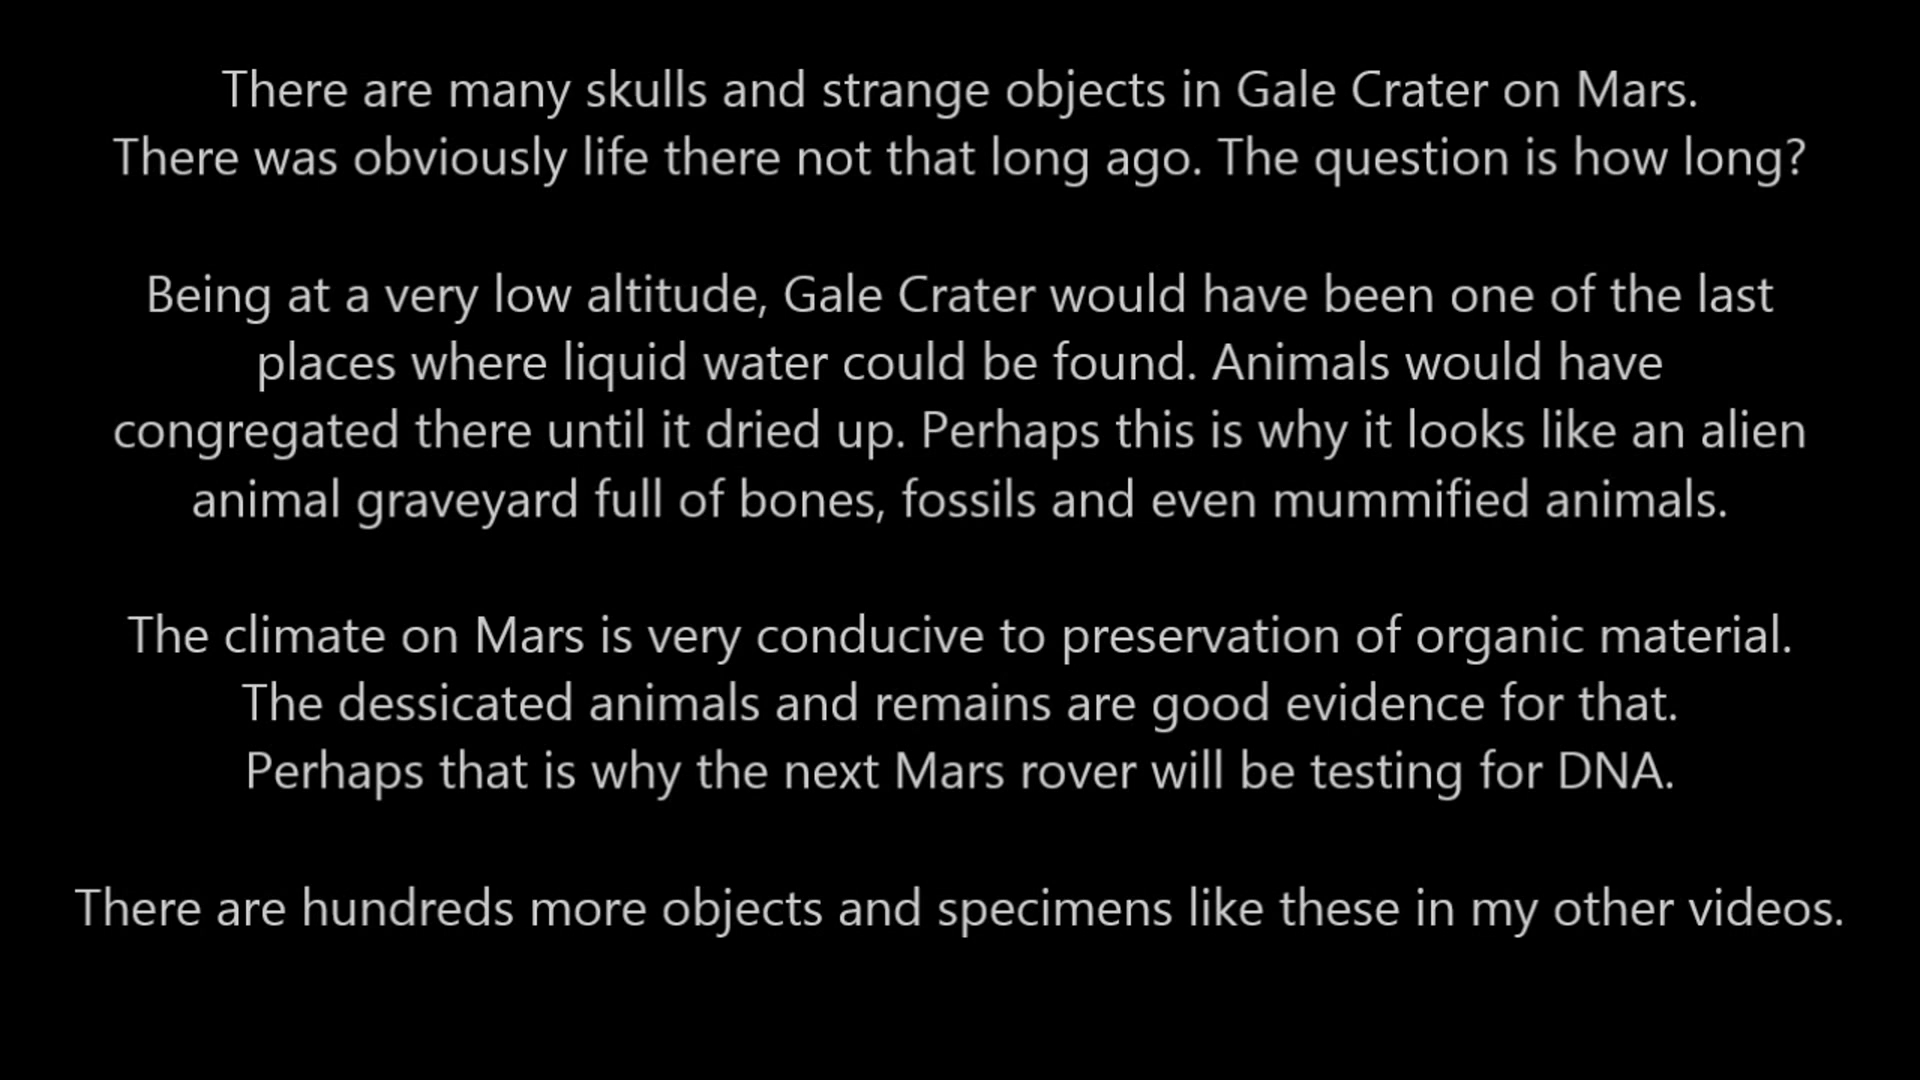 There are many skulls and strange objects in Gale Crater on Mars.
There was obviously life there not that long ago. The question is how long?
Being at a very low altitude, Gale Crater would have been one of the last
places where liquid water could be found. Animals would have
congregated there until it dried up. Perhaps this is why it looks like an alien
animal graveyard full of bones, fossils and even mummified animals.
The climate on Mars is very conducive to preservation of organic material.
The dessicated animals and remains are good evidence for that.
Perhaps that is why the next Mars rover will be testing for DNA.
There are hundreds more objects and specimens like these in my other videos.